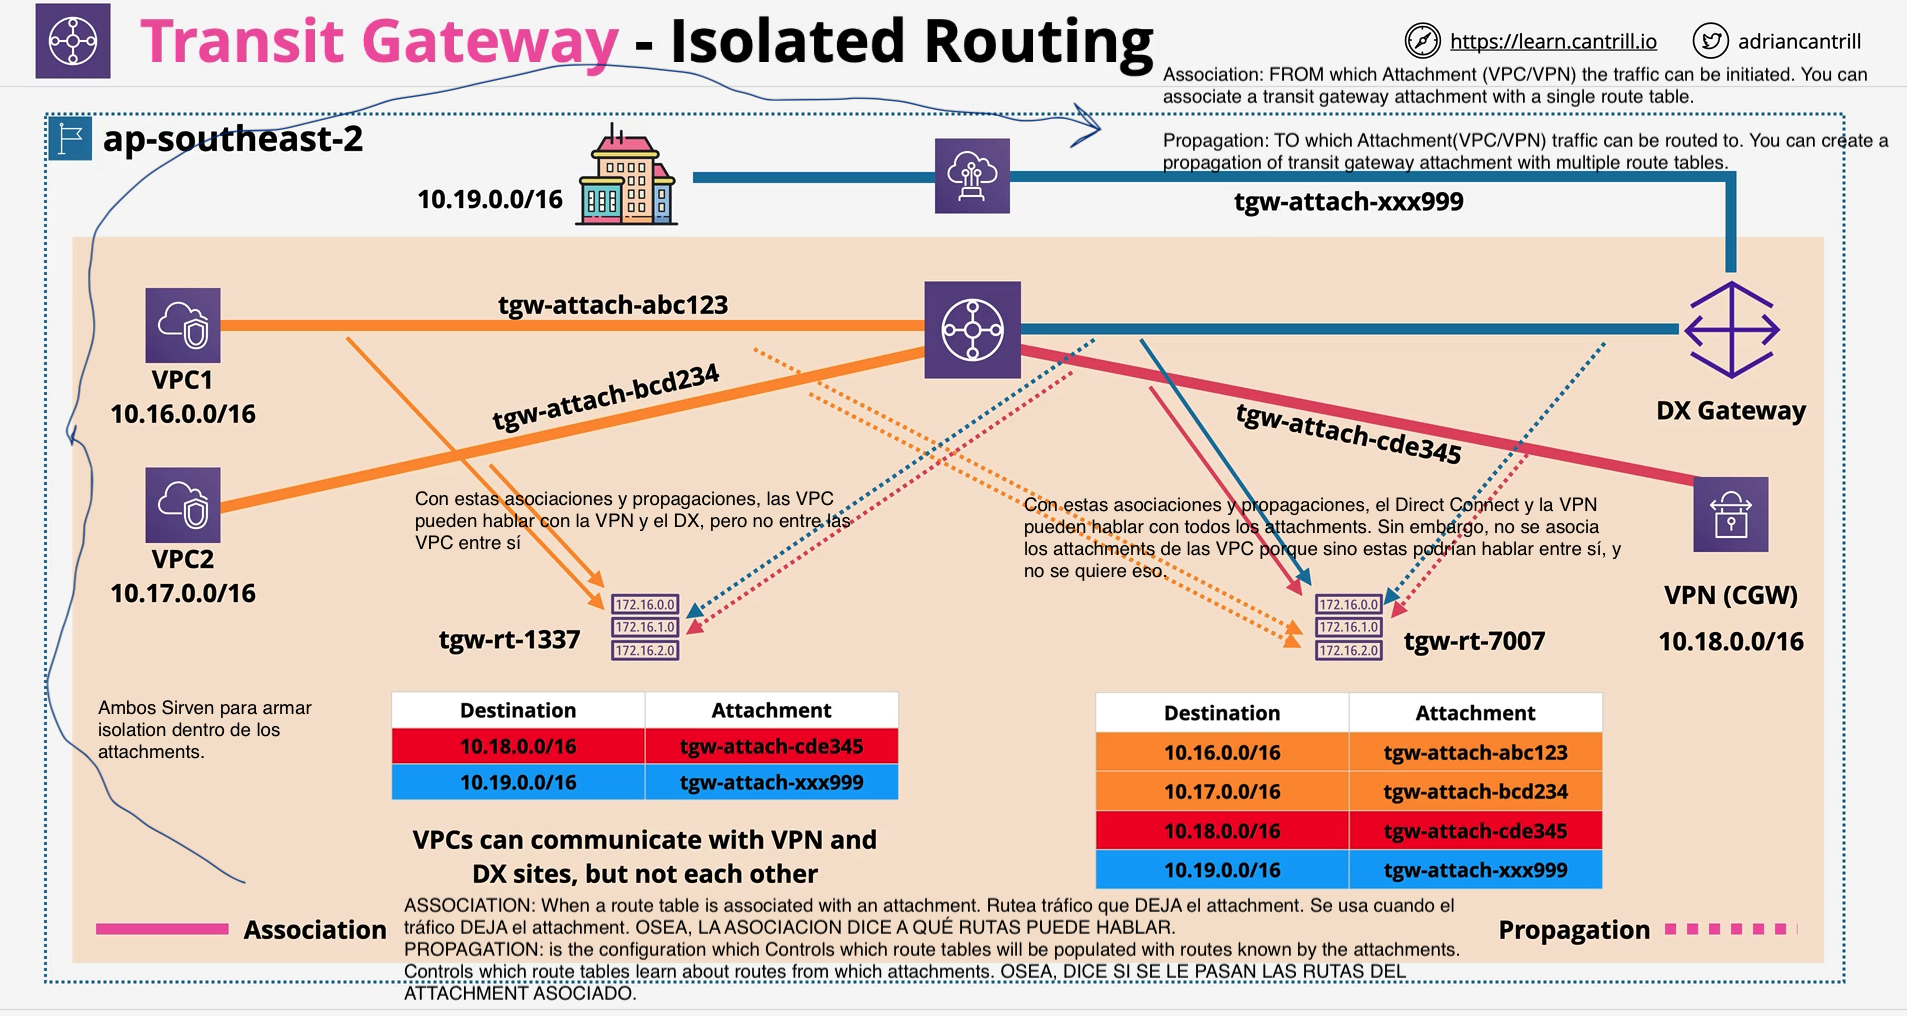 Transit Gateway - Isolated Routing
https://learn.cantrill.io
adriancantrill
Association: FROM which Attachment (VPC/VPN) the traffic can be initiated. You can
associate a transit gateway attachment with a single route table.
Propagation: TO which Attachment(VPC/VPN) traffic can be routed to. You can create a
propagation of transit gateway attachment with multiple route tables.
ap-southeast-2
10.19.0.0/16
tgw-attach-xxx999
tgw-attach-abc123
VPC1
10.16.0.0/16
tgw-attach-bcd234
tgw-attach-cde345
DX Gateway
VPC2
10.17.0.0/16
Con estas asociaciones y propagaciones, las VPC
pueden hablar con la VPN y el DX, pero no entre las
VPC entre sí
Con estas asociaciones y propagaciones, el Direct Connect y la VPN
pueden hablar con todos los attachments. Sin embargo, no se asocia
los attachments de las VPC porque sino estas podrían hablar entre sí, y
no se quiere eso.
VPN (CGW)
10.18.0.0/16
tgw-rt-1337
172.16.0.0
172.16.1.0
172.16.2.0
172.16.0.0
172.16.1.0
172.16.2.0
tgw-rt-7007
Ambos Sirven para armar
isolation dentro de los
attachments.
Destination Attachment
10.18.0.0/16 tgw-attach-cde345
10.19.0.0/16 tgw-attach-xxx999
Destination Attachment
10.16.0.0/16 tgw-attach-abc123
10.17.0.0/16 tgw-attach-bcd234
10.18.0.0/16 tgw-attach-cde345
10.19.0.0/16 tgw-attach-xxx999
VPCs can communicate with VPN and
DX sites, but not each other
Association
ASSOCIATION: When a route table is associated with an attachment. Rutea tráfico que DEJA el attachment. Se usa cuando el
tráfico DEJA el attachment. OSEA, LA ASOCIACION DICE A QUÉ RUTAS PUEDE HABLAR.
PROPAGATION: is the configuration which Controls which route tables will be populated with routes known by the attachments.
Controls which route tables learn about routes from which attachments. OSEA, DICE SI SE LE PASAN LAS RUTAS DEL
ATTACHMENT ASOCIADO.
Propagation